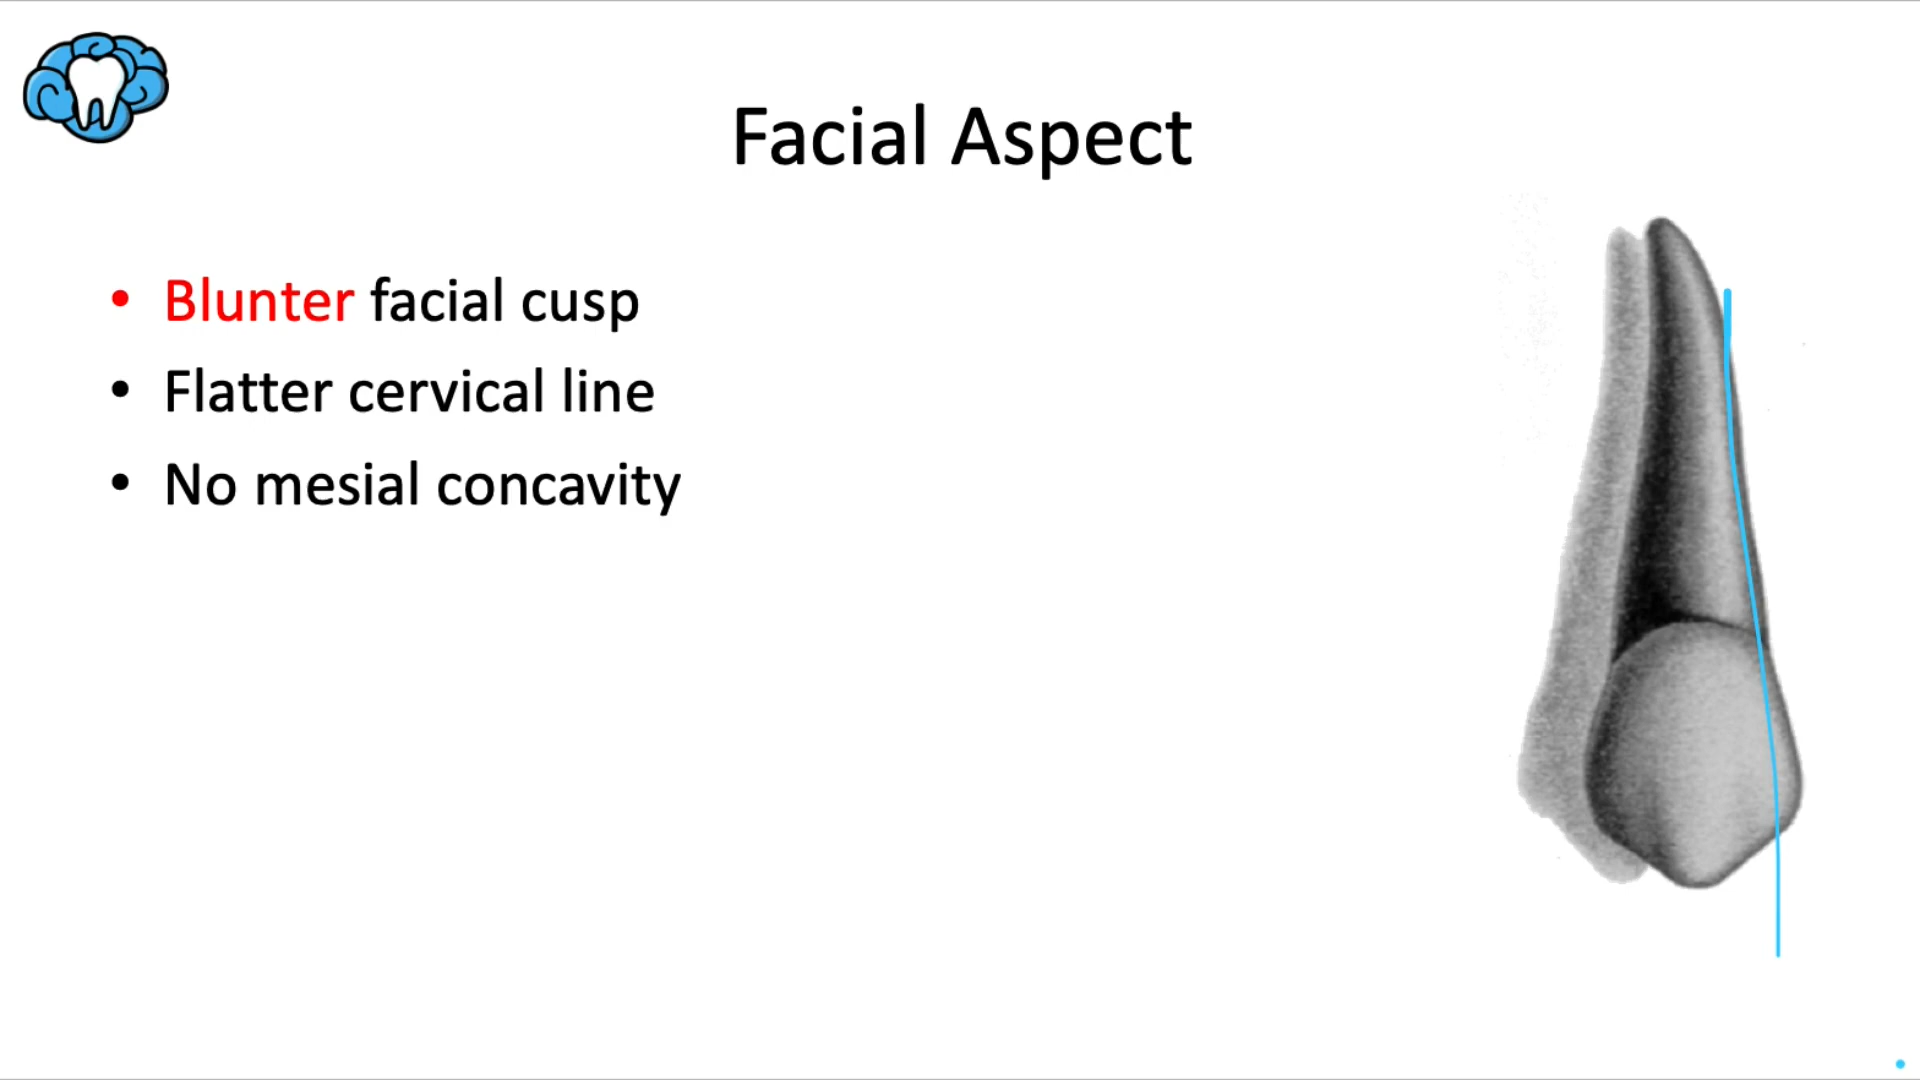 Facial Aspect
• Blunter facial cusp
• Flatter cervical line
• No mesial concavity